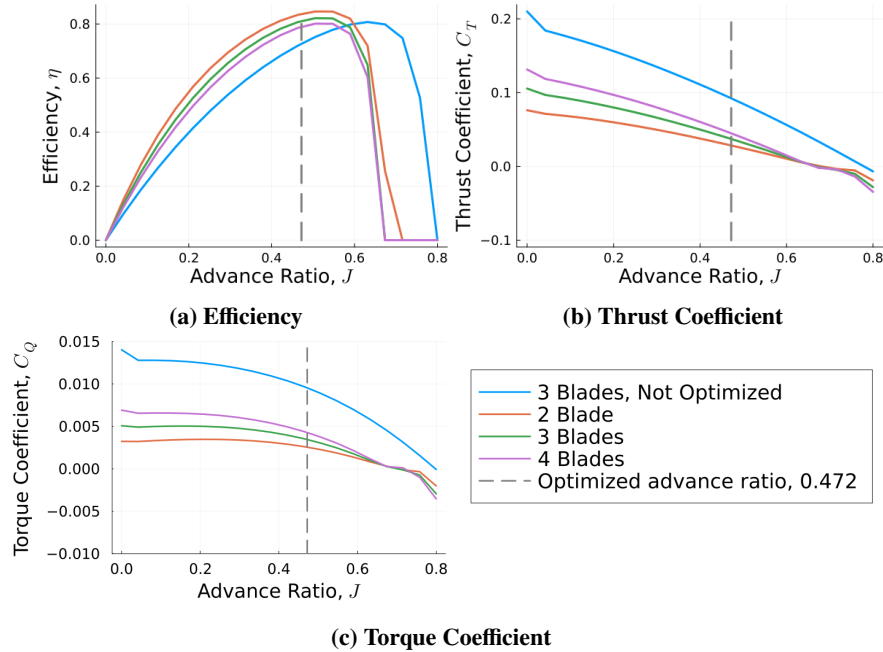 0.8
0.6
0.4
0.2
0.0
Efficiency, η
0.0 0.2 0.4 0.6 0.8
Advance Ratio, J
(a) Efficiency
0.2
0.1
0.0
−0.1
Thrust Coefficient, C_T
0.0 0.2 0.4 0.6 0.8
Advance Ratio, J
(b) Thrust Coefficient
0.015
0.010
0.005
0.000
−0.005
−0.010
Torque Coefficient, C_Q
0.0 0.2 0.4 0.6 0.8
Advance Ratio, J
3 Blades, Not Optimized
2 Blade
3 Blades
4 Blades
Optimized advance ratio, 0.472
(c) Torque Coefficient